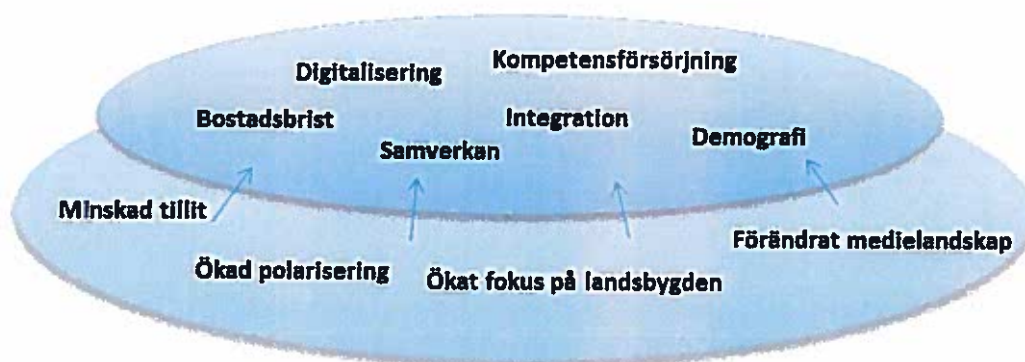 Kompetensförsörjning
Digitalisering
Bostadsbrist
Integration
Samverkan
Demografi
Minskad tillit
Förändrat medielandskap
Ökad polarisering
Ökat fokus på landsbygden